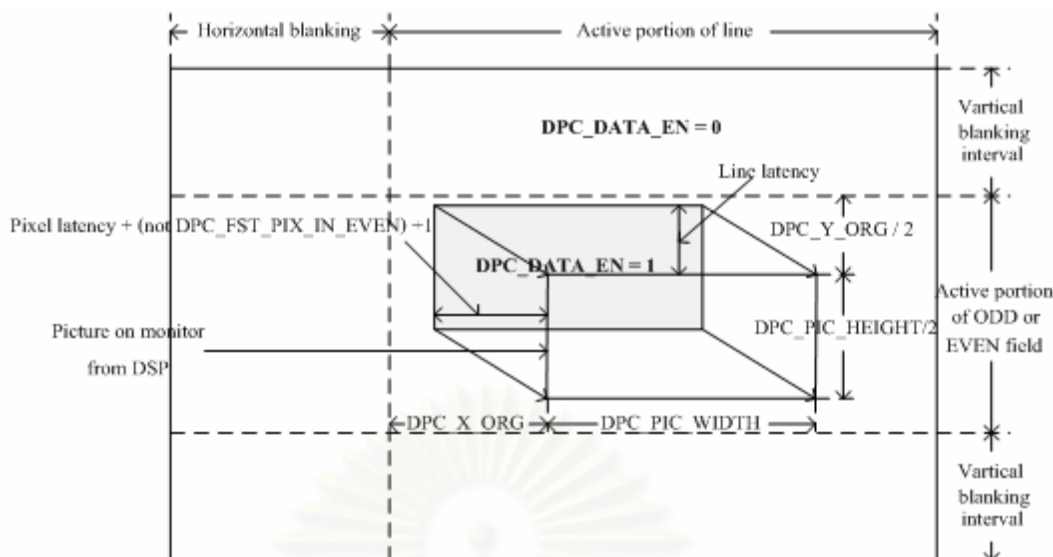 Horizontal blanking
Active portion of line
DPC_DATA_EN = 0
Vartical
blanking
interval
Line latency
Pixel latency + (not DPC_FST_PIX_IN_EVEN) +1
DPC_Y_ORG / 2
DPC_DATA_EN = 1
Active portion
of ODD or
EVEN field
DPC_PIC_HEIGHT/2
Picture on monitor
from DSP
DPC_X_ORG
DPC_PIC_WIDTH
Vartical
blanking
interval